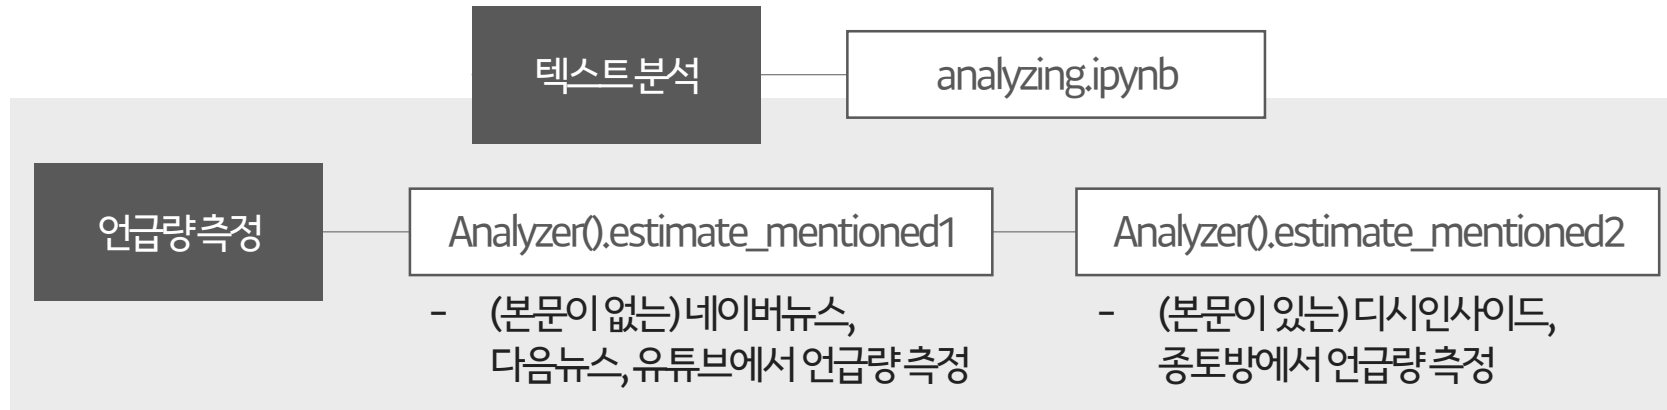 텍스트 분석
analyzing.ipynb
언급량 측정
Analyzer().estimate_mentioned1
Analyzer().estimate_mentioned2
- (본문이 없는) 네이버뉴스,
다음뉴스, 유튜브에서 언급량 측정
- (본문이 있는) 디시인사이드,
종토방에서 언급량 측정